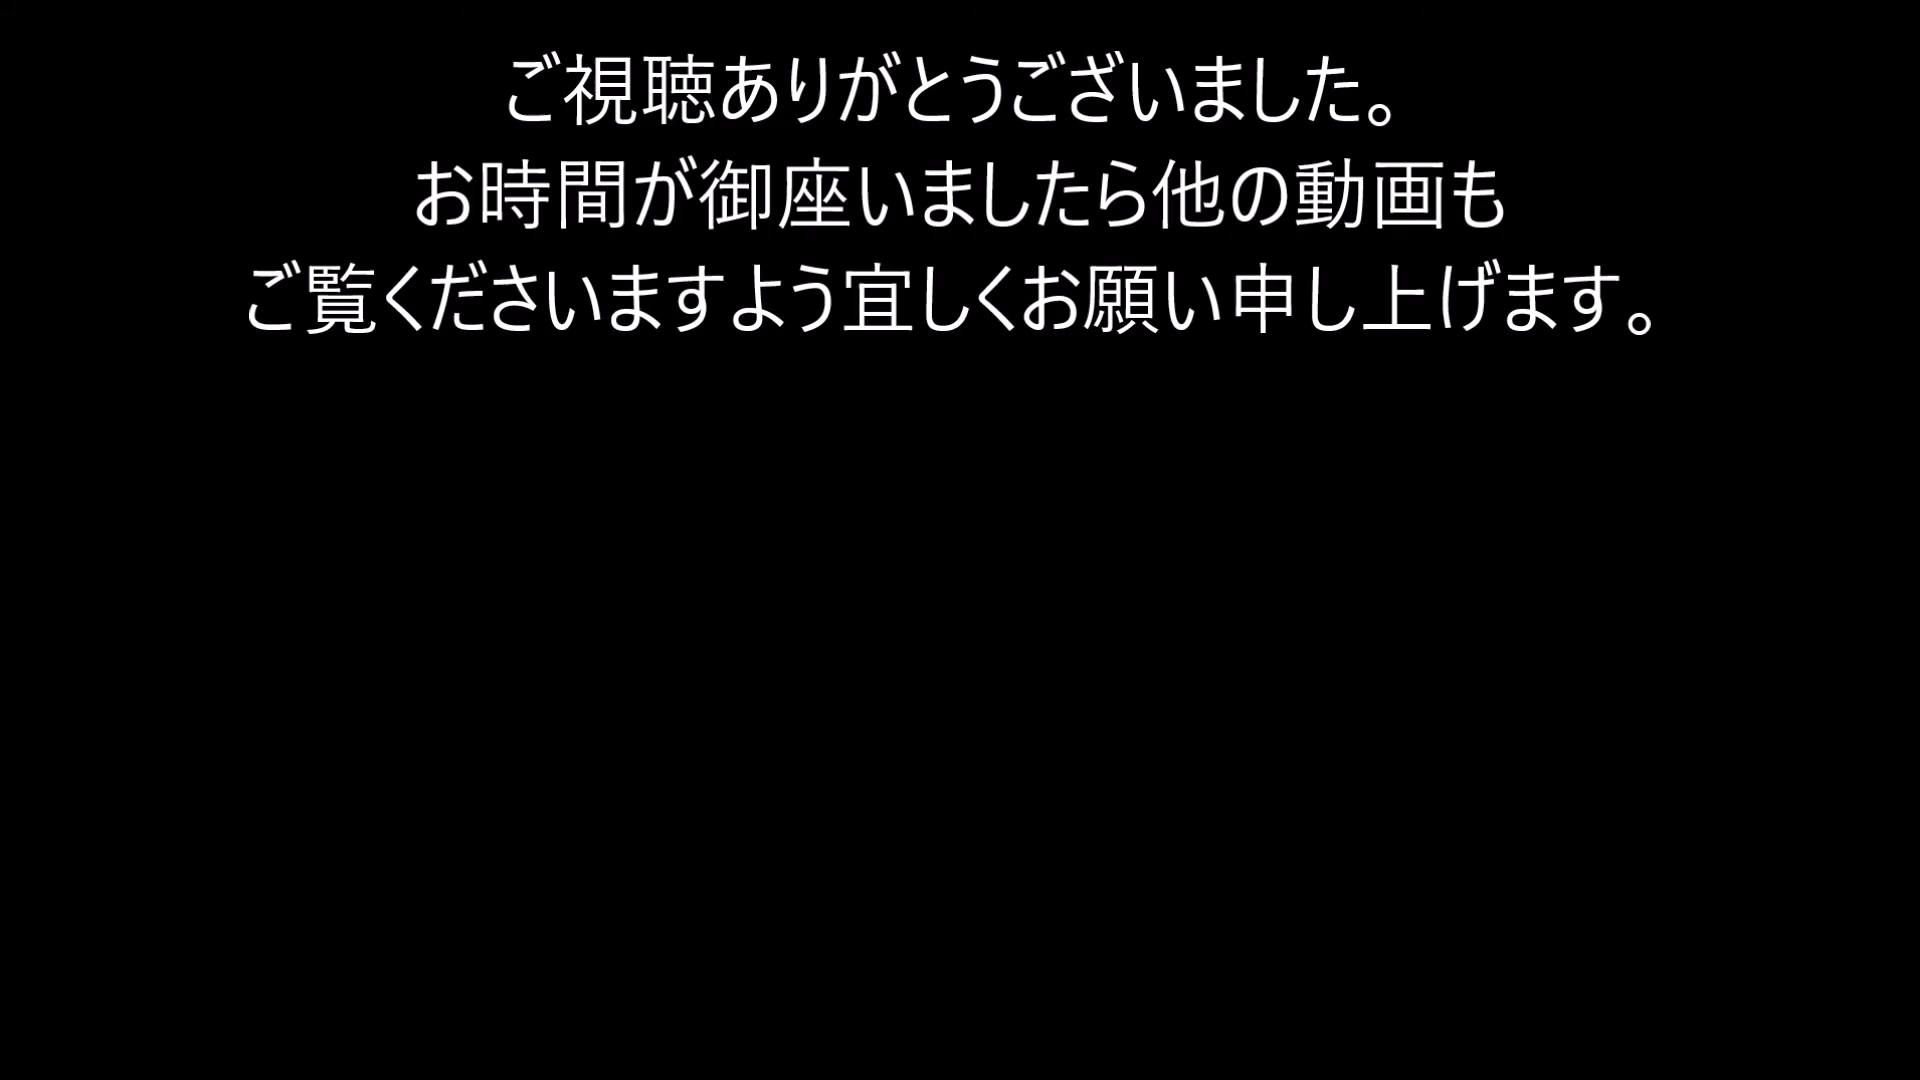 ご視聴ありがとうございました。
お時間が御座いましたら他の動画も
ご覧くださいますよう宜しくお願い申し上げます。